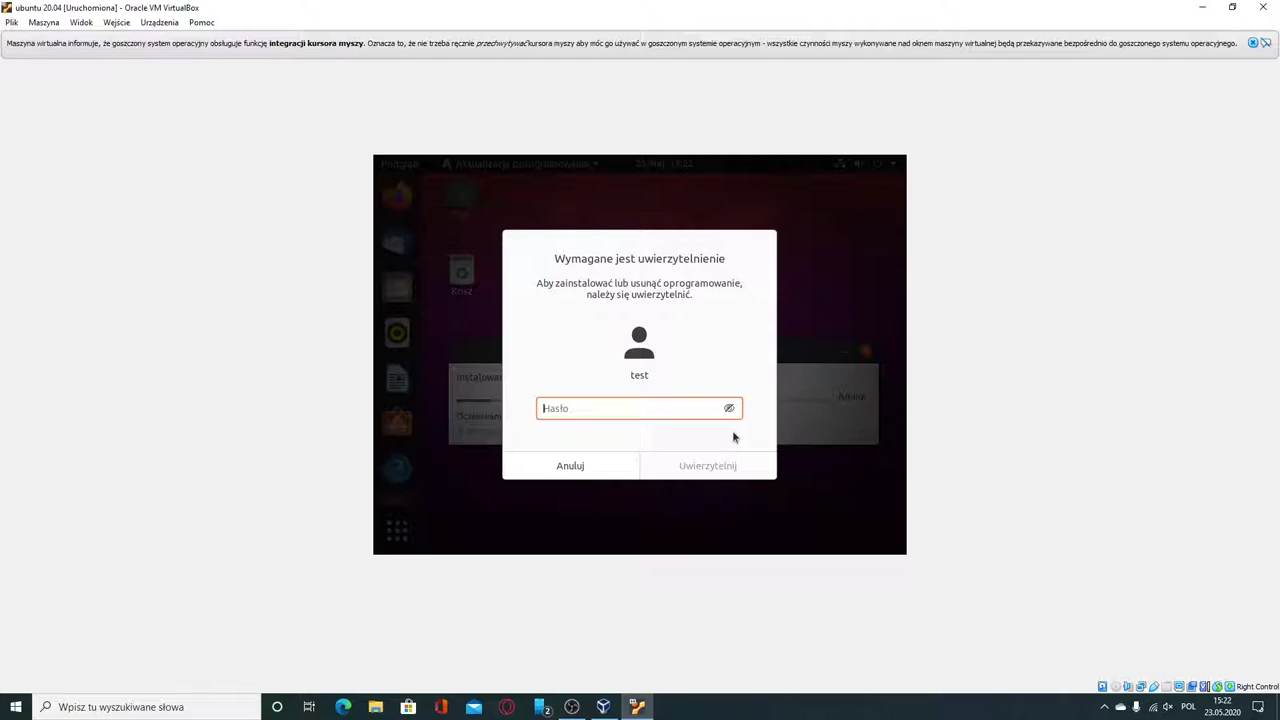 ubuntu 20.04 [Uruchomiona] - Oracle VM VirtualBox
Plik Maszyna Widok Wejście Urządzenia Pomoc
Maszyna wirtualna informuje, że goszczony system operacyjny obsługuje funkcję integracji kursora myszy. Oznacza to, że nie trzeba ręcznie przechwytywać kursora myszy aby móc go używać w goszczonym systemie operacyjnym - wszystkie czynności myszy wykonywane nad oknem maszyny wirtualnej będą przekazywane bezpośrednio do goszczonego systemu operacyjnego.
Wymagane jest uwierzytelnienie
Aby zainstalować lub usunąć oprogramowanie,
należy się uwierzytelnić.
Kosz
test
Hasło
Anuluj
Anuluj Uwierzytelnij
Right Control
Wpisz tu wyszukiwane słowo
2
POL
15:22
23.05.2020